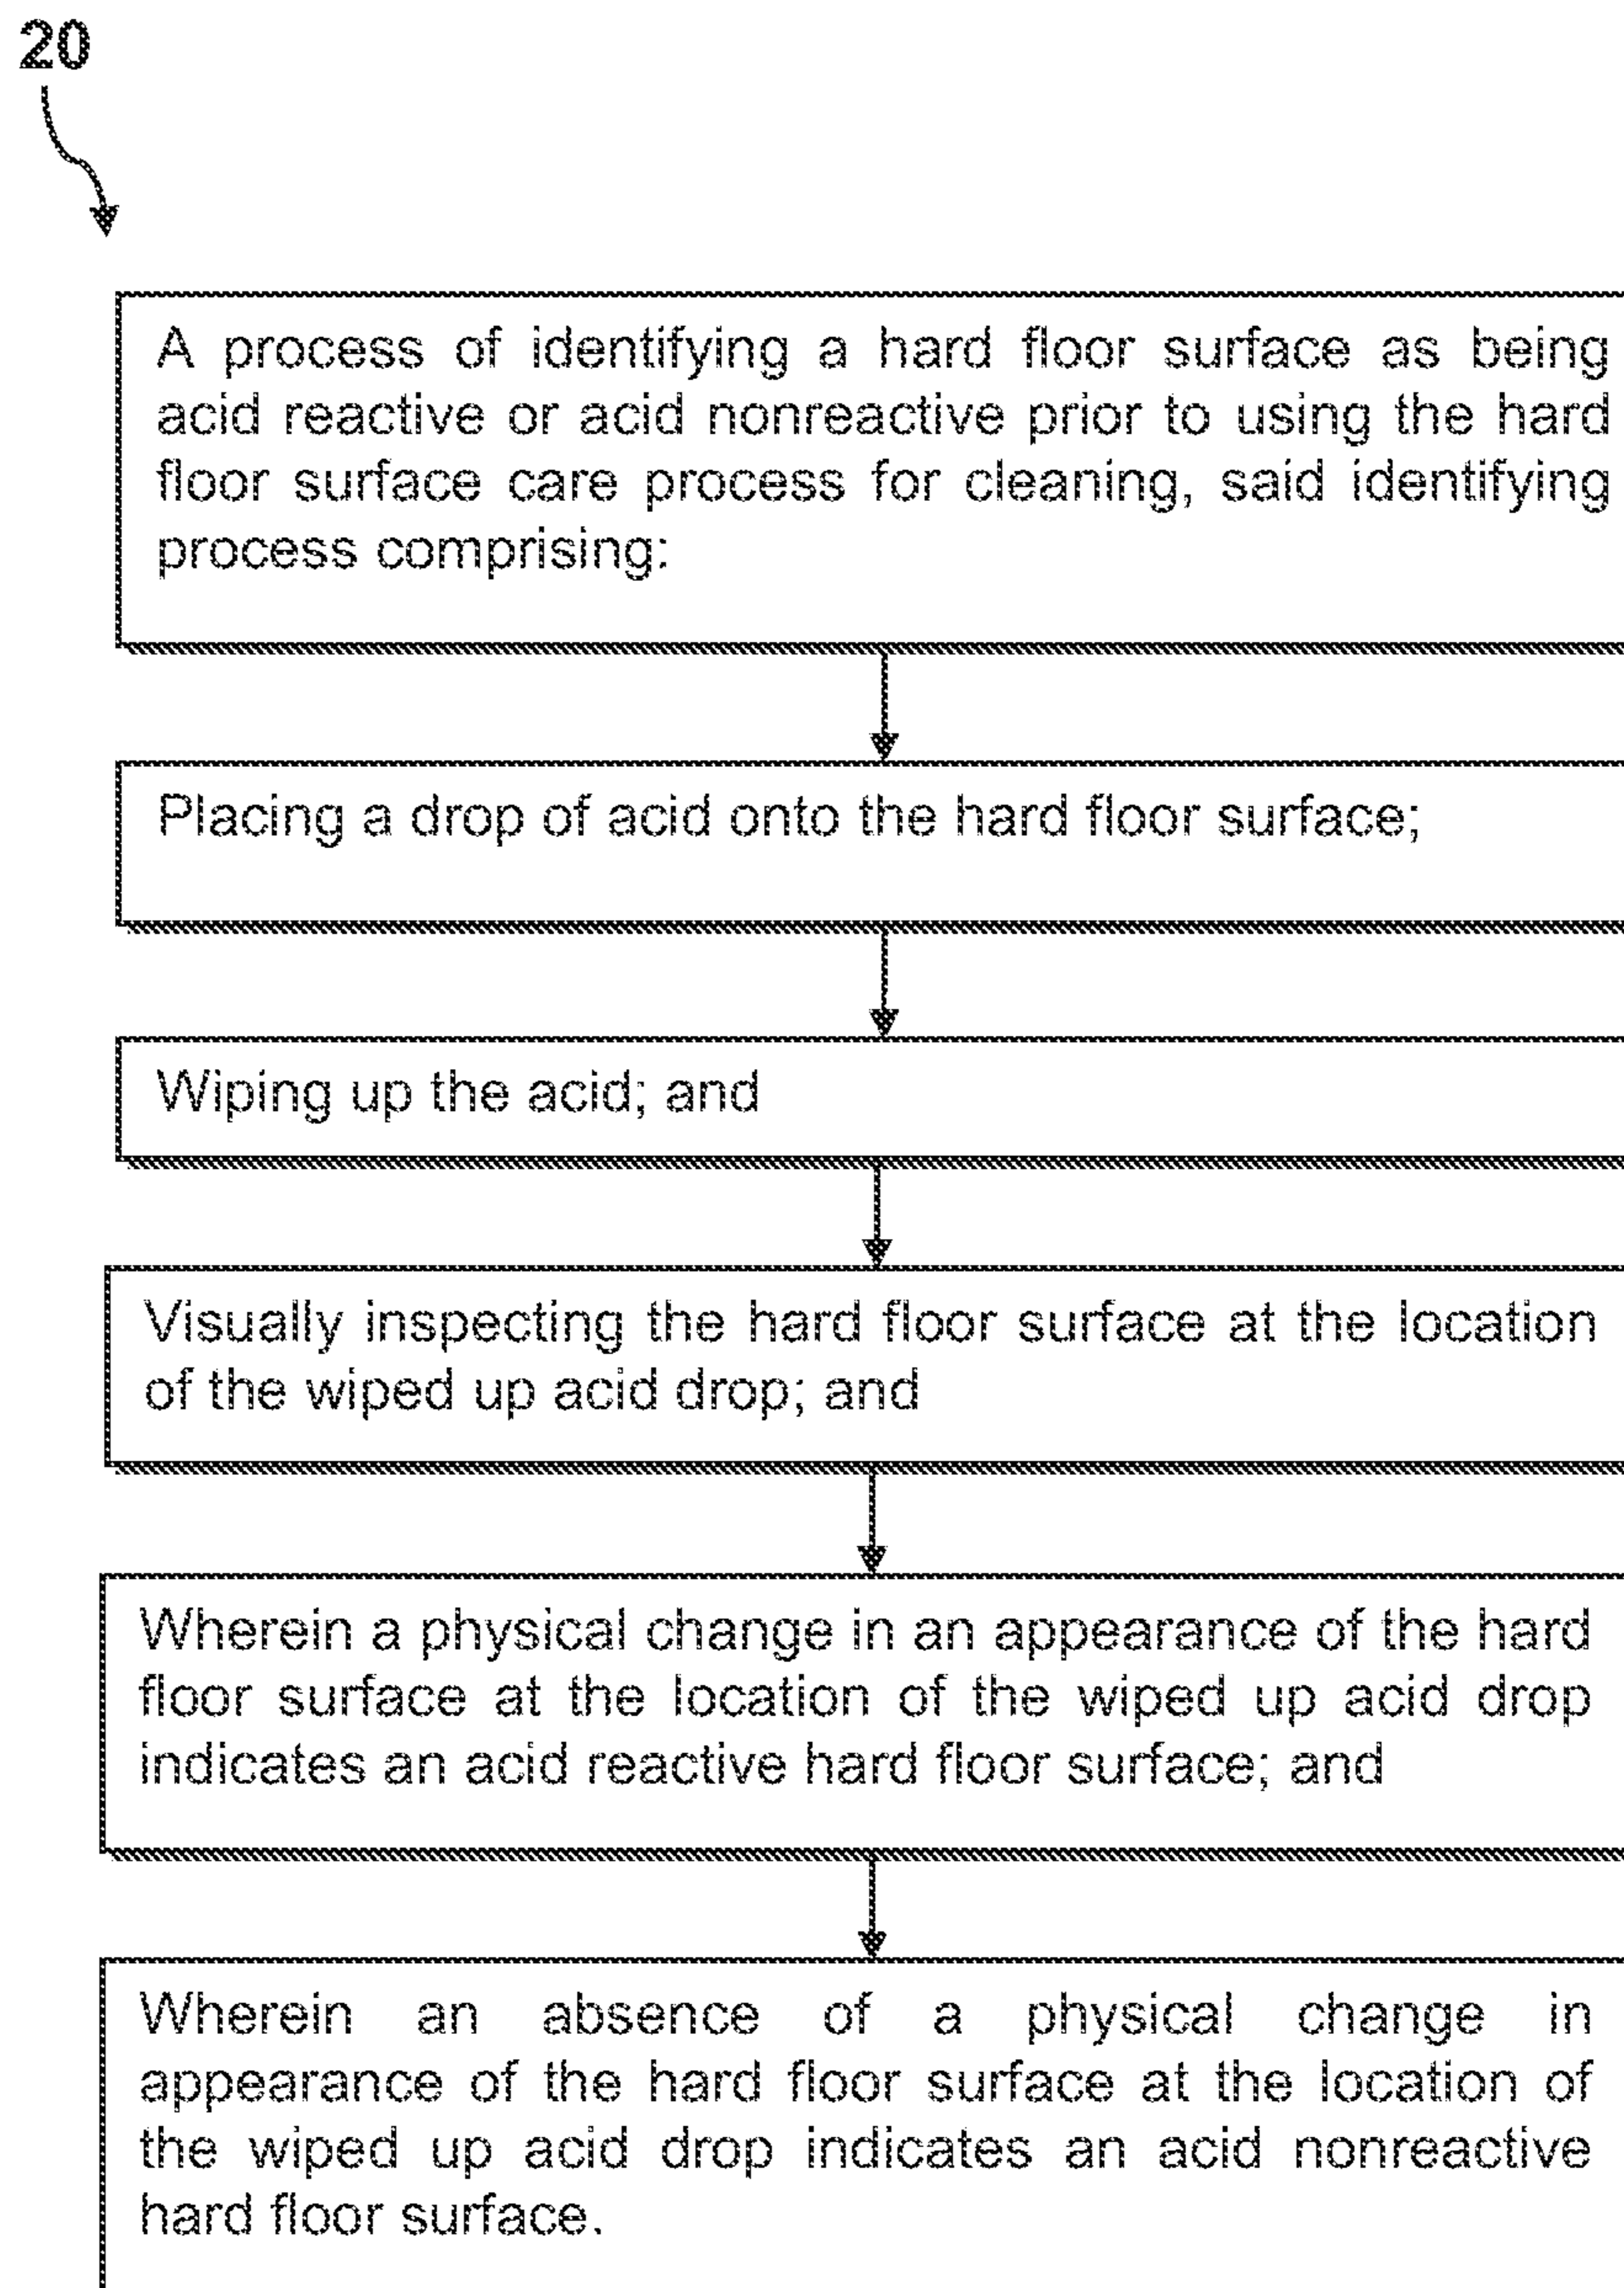 20
A process of identifying a hard floor surface as being
acid reactive or acid nonreactive prior to using the hard
floor surface care process for cleaning, said identifying
process comprising:
Placing a drop of acid onto the hard floor surface;
Wiping up the acid; and
Visually inspecting the hard floor surface at the location
of the wiped up acid drop; and
Wherein a physical change in an appearance of the hard
floor surface at the location of the wiped up acid drop
indicates an acid reactive hard floor surface; and
Wherein an absence of a physical change in
appearance of the hard floor surface at the location of
the wiped up acid drop indicates an acid nonreactive
hard floor surface.